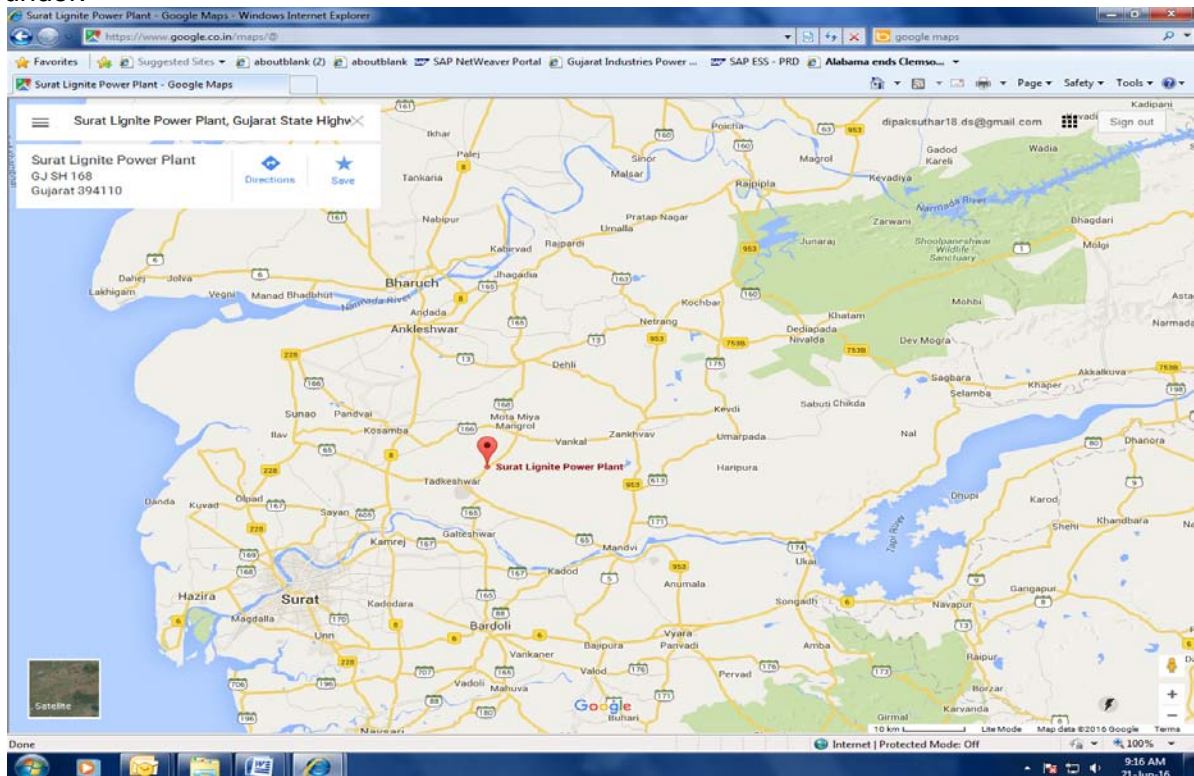 under.
Surat Lignite Power Plant - Google Maps - Windows Internet Explorer
https://www.google.co.in/maps/@
google maps
Favorites Suggested Sites aboutblank (2) aboutblank SAP NetWeaver Portal Gujarat Industries Power ... SAP ESS - PRD Alabama ends Clemso...
Surat Lignite Power Plant - Google Maps
Page Safety Tools
Surat Lignite Power Plant, Gujarat State Highw
dipaksuthar18.ds@gmail.com
Sign out
Surat Lignite Power Plant
GJ SH 168
Gujarat 394110
Directions
Save
Kadipani
Ikhar
Poicha
Palej
Sinor
Malsar
Magrol
Gadod
Kareli
Wadia
Tankaria
Rajpipla
Kevadiya
Narmada River
Nabipur
Pratap Nagar
Umalla
Zarwani
Bhagdari
Kabirvad
Rajpardi
Junaraj
Shoolpaneshwar
Wildlife
Sanctuary
Molgi
Dahej
Jolva
Jhagadia
Bharuch
Lakhigam
Vegni
Manad Bhadbhut
Narmada River
Kochbar
Mohbi
Asta
Andada
Ankleshwar
Netrang
Khatam
Dediapada
Nivalda
Dev Mogra
Narmada
Dehli
Sagbara
Selamba
Khaper
Akkalkuva
Sunao
Pandvai
Mota Miya
Mangrol
Kevdi
Sabuti Chikda
Ilav
Kosamba
Vankal
Zankhvav
Umarpada
Nal
Dhanora
Surat Lignite Power Plant
Haripura
Tadkeshwar
Danda
Kuvad
Olpad
Sayan
Dhupi
Karod
Shehi
Khandbara
Tapi River
Galteshwar
Kamrej
Mandvi
Ukai
Kadod
Anumala
Gangapur
Hazira
Surat
Magdalla
Kadodara
Songadh
Navapur
Bardoli
Unn
Vyara
Panvadi
Bajipura
Amba
Vankaner
Raipur
Valod
Pervad
Vadoli
Mahuva
Borzar
Satellite
Google
Buhari
Karvanda
Girmal
Navsari
10 km
Lite Mode
Map data ©2016 Google
Terms
Done
Internet | Protected Mode: Off
100%
9:16 AM
21-Jun-16